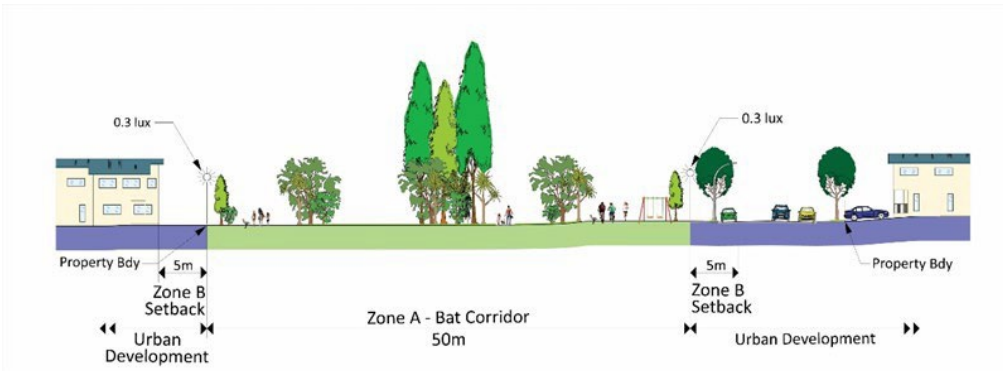 0.3 lux
0.3 lux
Property Bdy
5m
Zone B
Setback
5m
Zone B
Setback
Property Bdy
Zone A - Bat Corridor
50m
Urban
Development
Urban Development